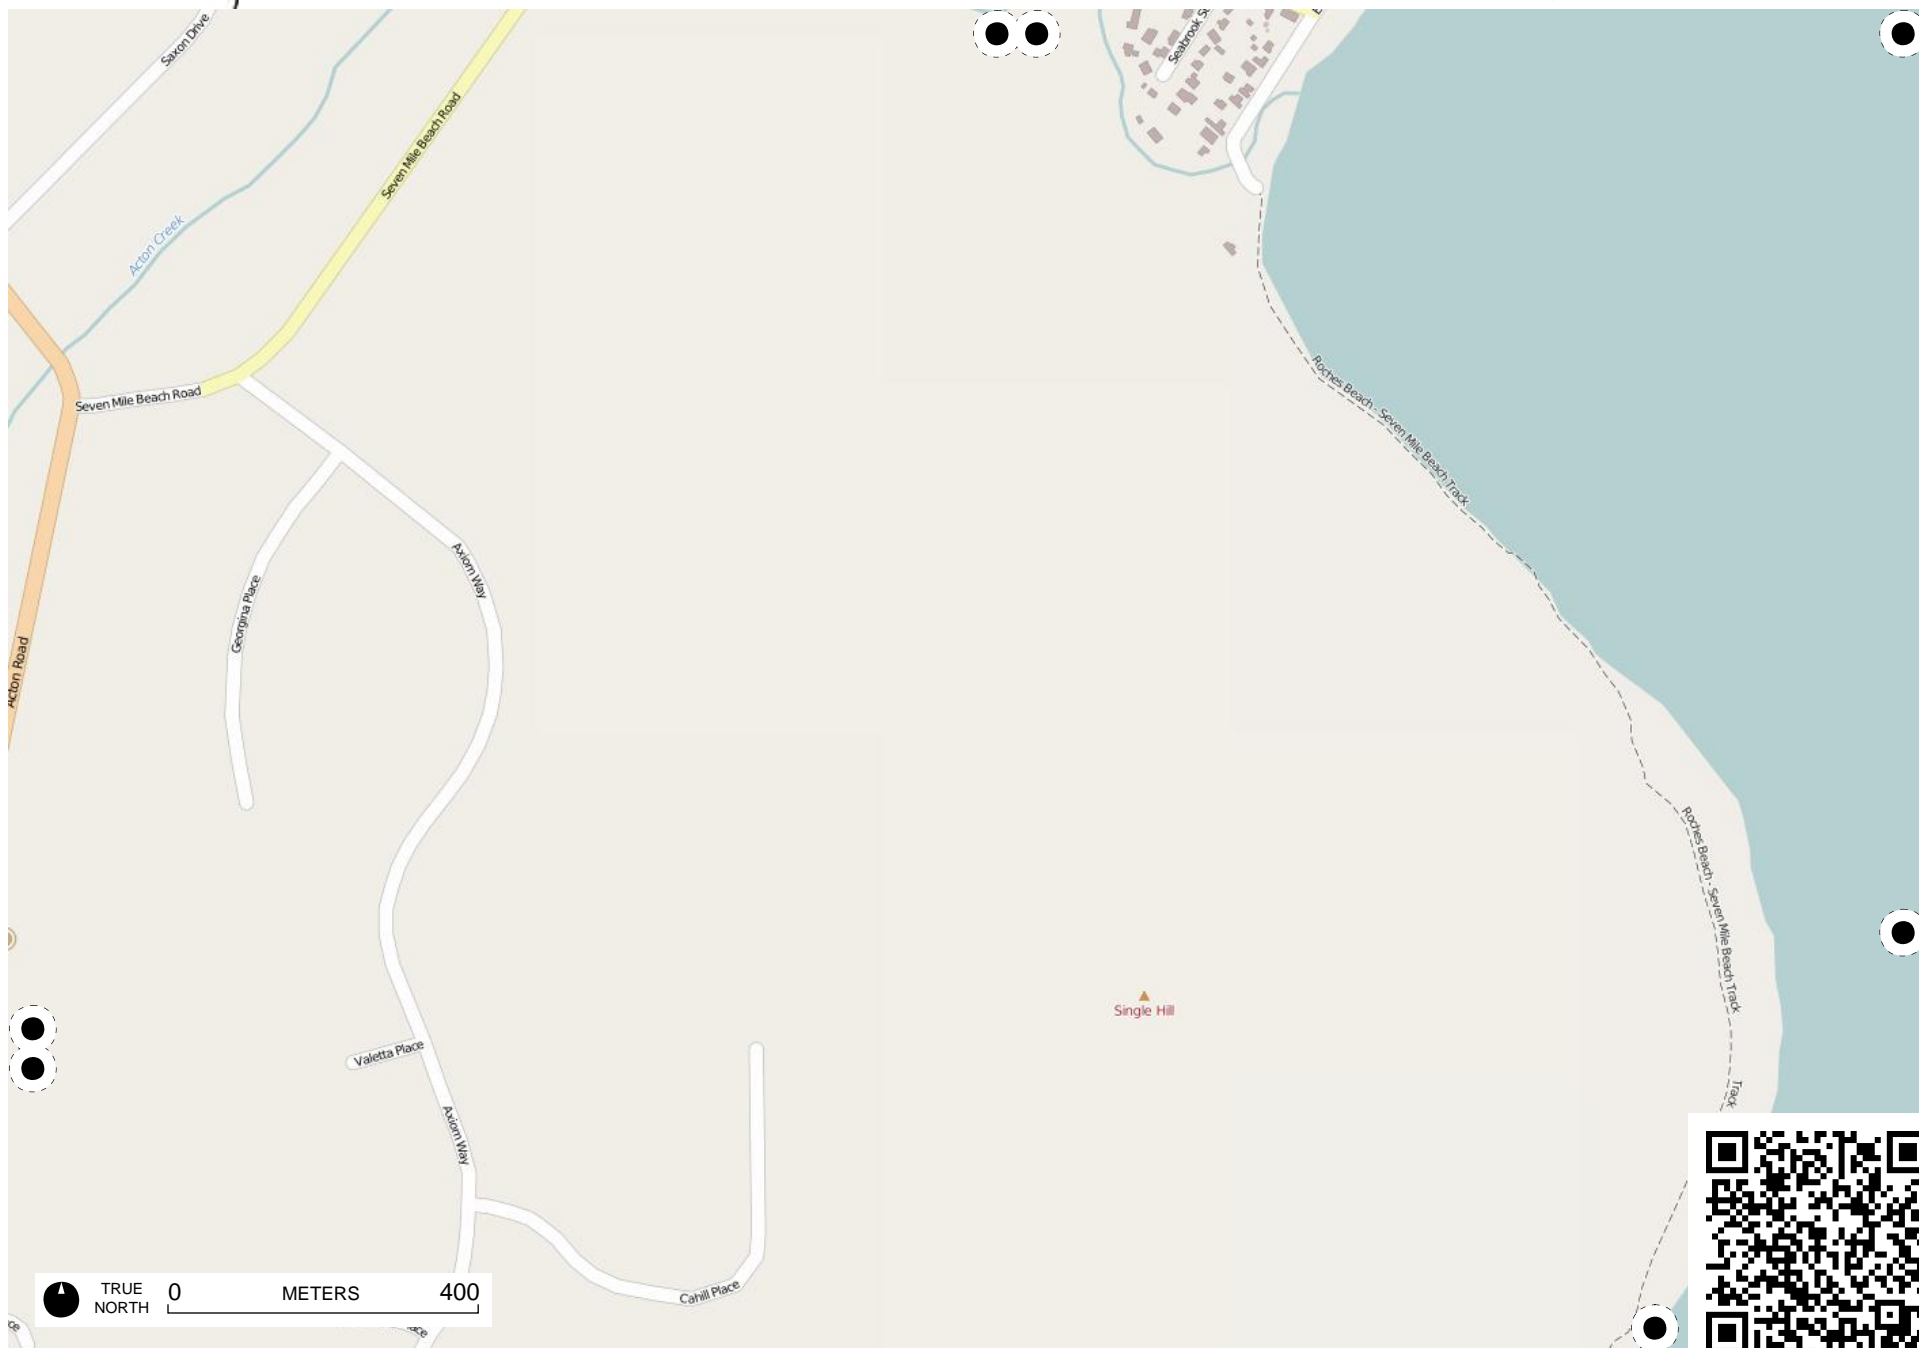 Saxon Drive
Seabrook
Seven Mile Beach Road
Acton Creek
Seven Mile Beach Road
Roches Beach - Seven Mile Beach Track
Axiom Way
Georgina Place
Acton Road
Roches Beach - Seven Mile Beach Track
Single Hill
Valetta Place
Track
Axiom Way
Cahill Place
TRUE
NORTH
0
METERS
400